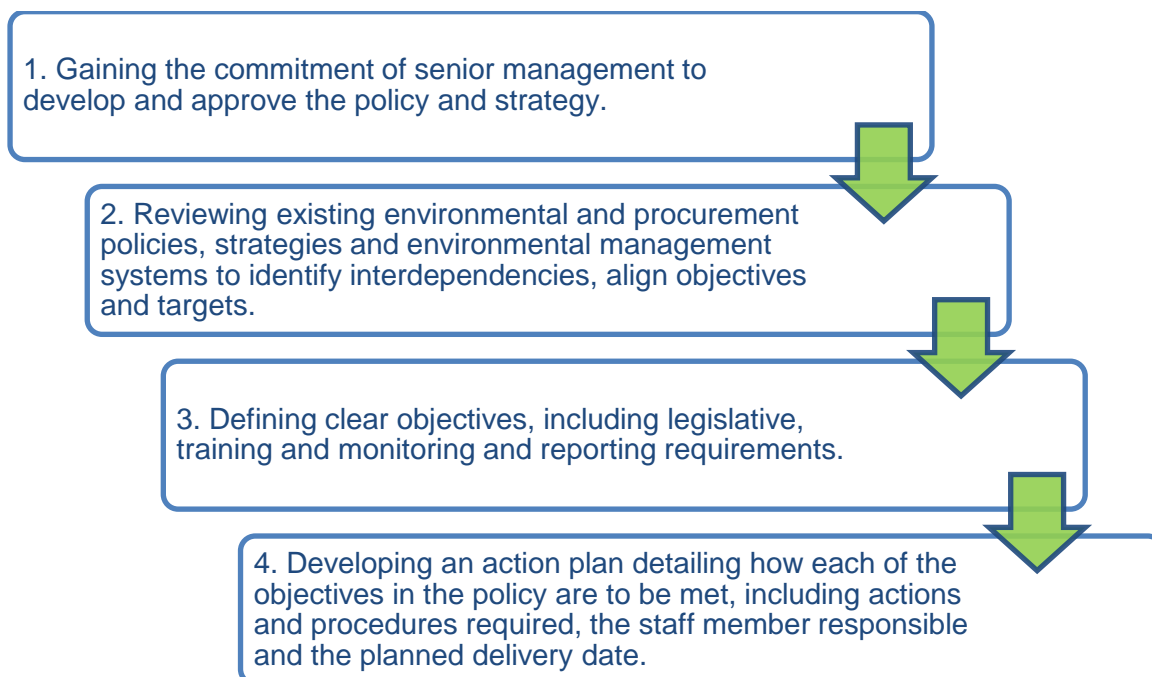 1. Gaining the commitment of senior management to
develop and approve the policy and strategy.
2. Reviewing existing environmental and procurement
policies, strategies and environmental management
systems to identify interdependencies, align objectives
and targets.
3. Defining clear objectives, including legislative,
training and monitoring and reporting requirements.
4. Developing an action plan detailing how each of the
objectives in the policy are to be met, including actions
and procedures required, the staff member responsible
and the planned delivery date.